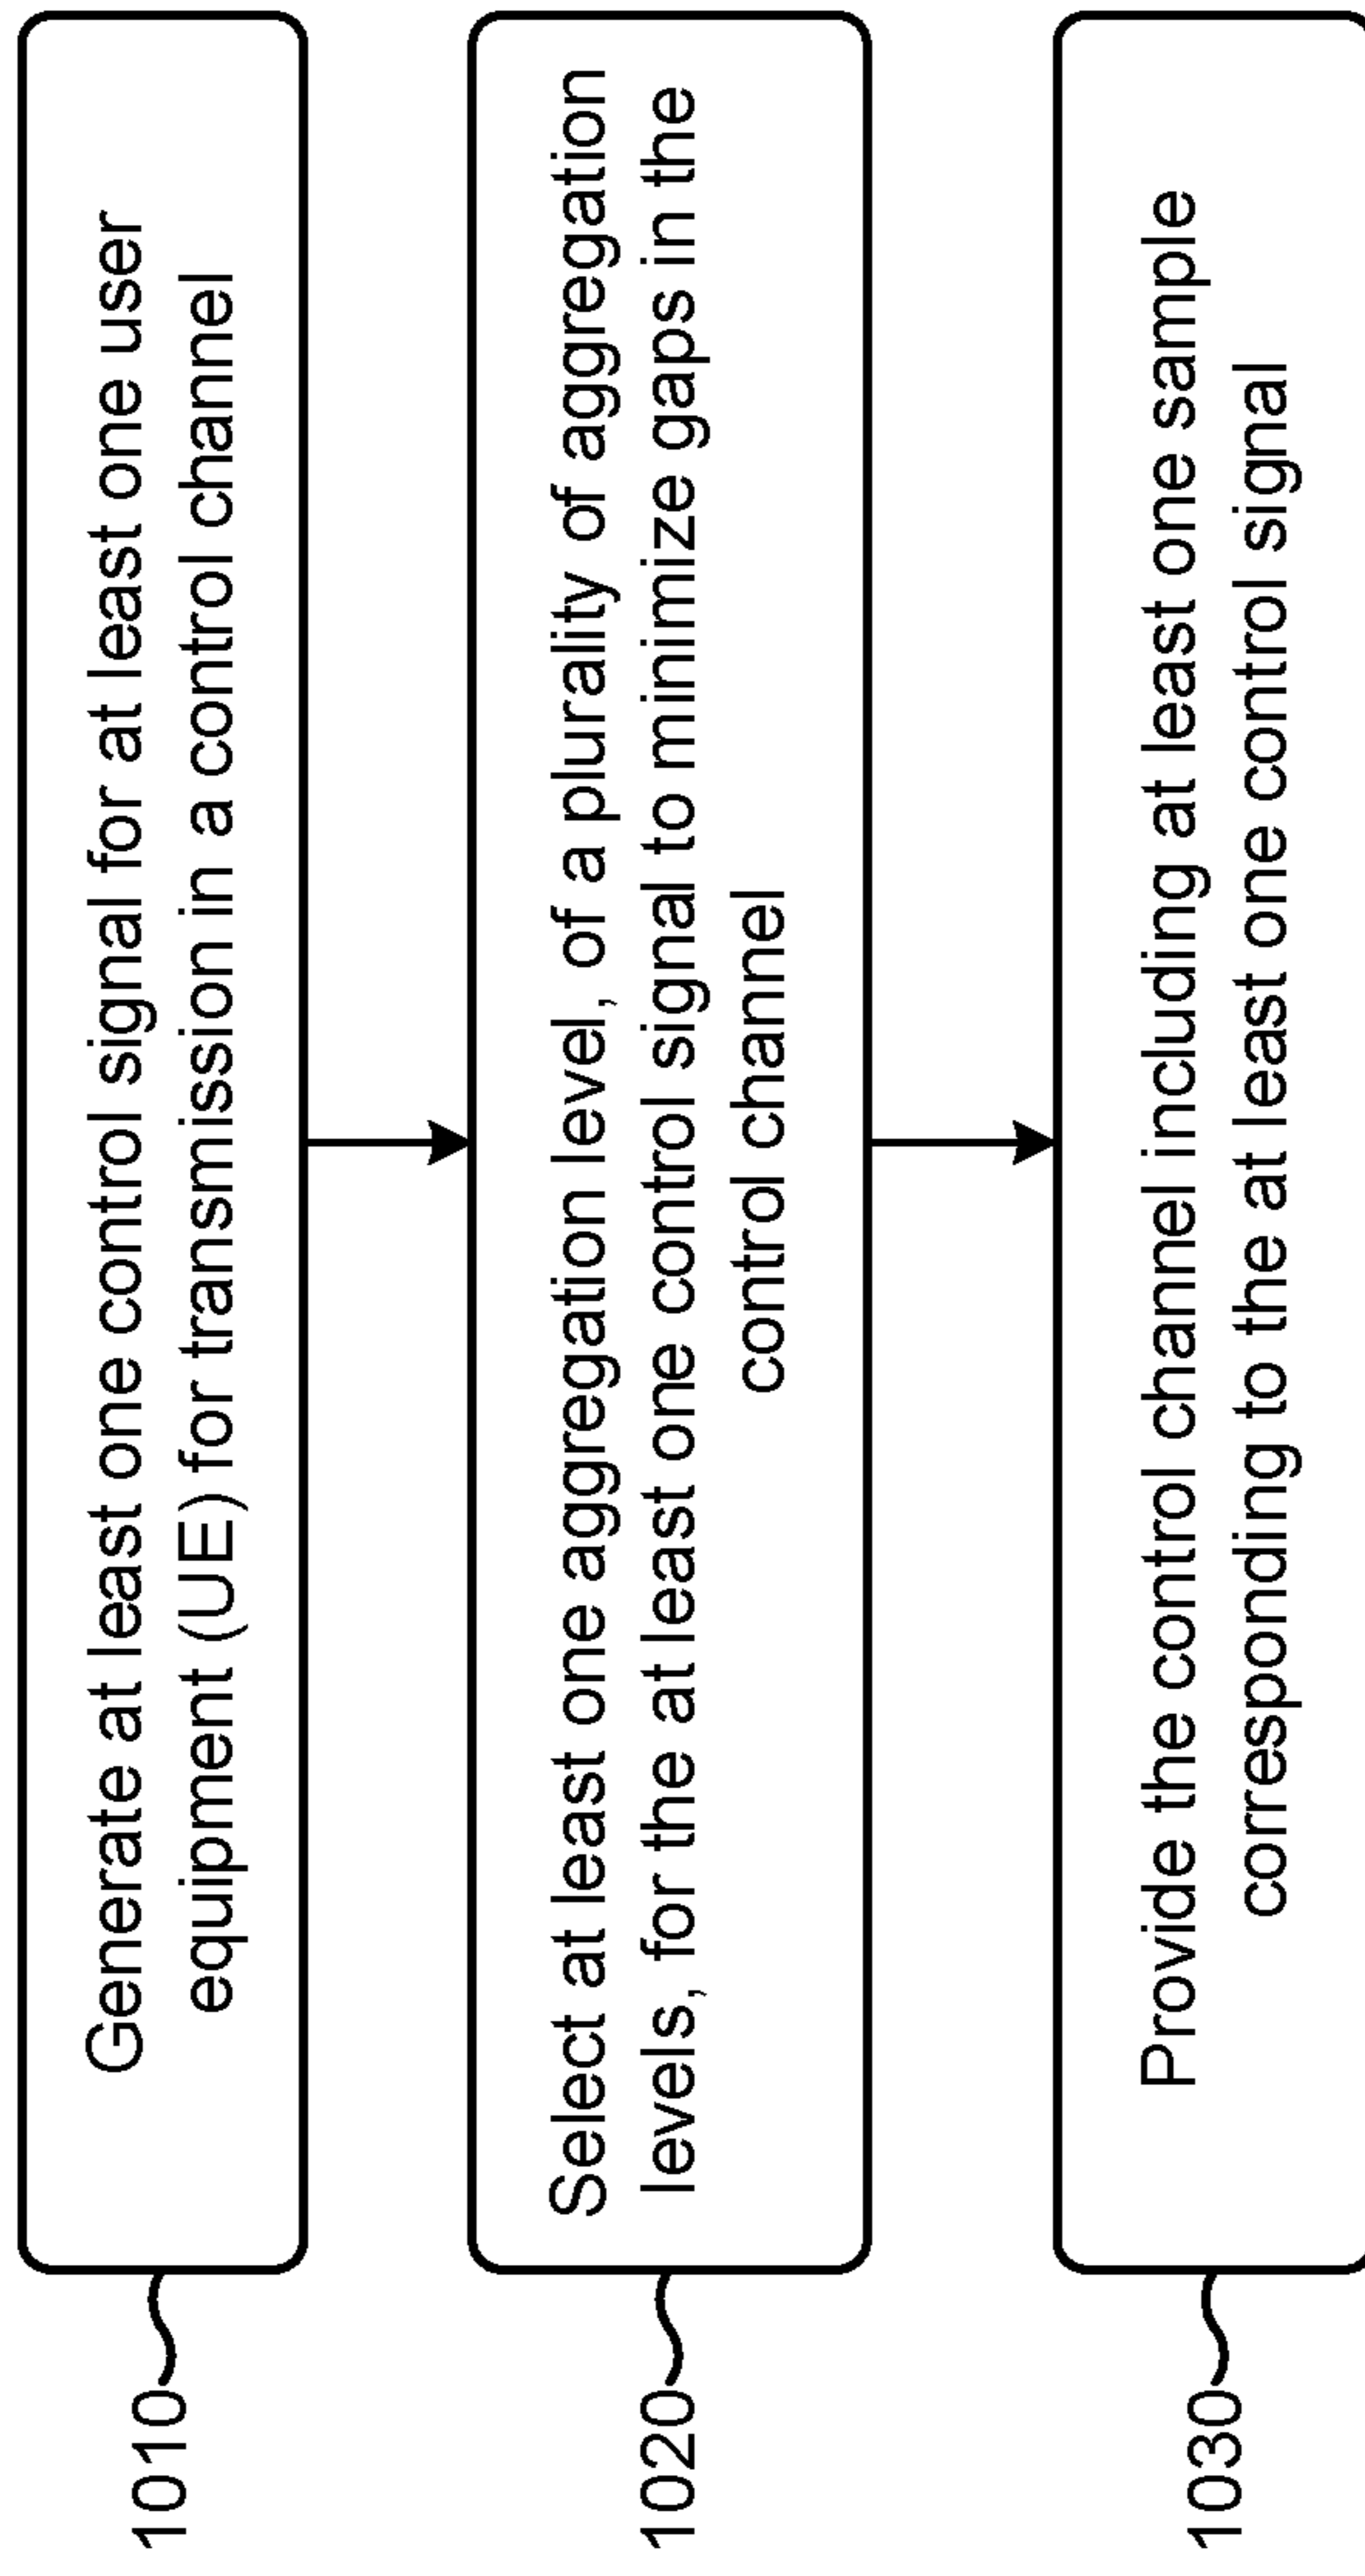 1010
Generate at least one control signal for at least one user
equipment (UE) for transmission in a control channel
1020
Select at least one aggregation level, of a plurality of aggregation
levels, for the at least one control signal to minimize gaps in the
control channel
1030
Provide the control channel including at least one sample
corresponding to the at least one control signal